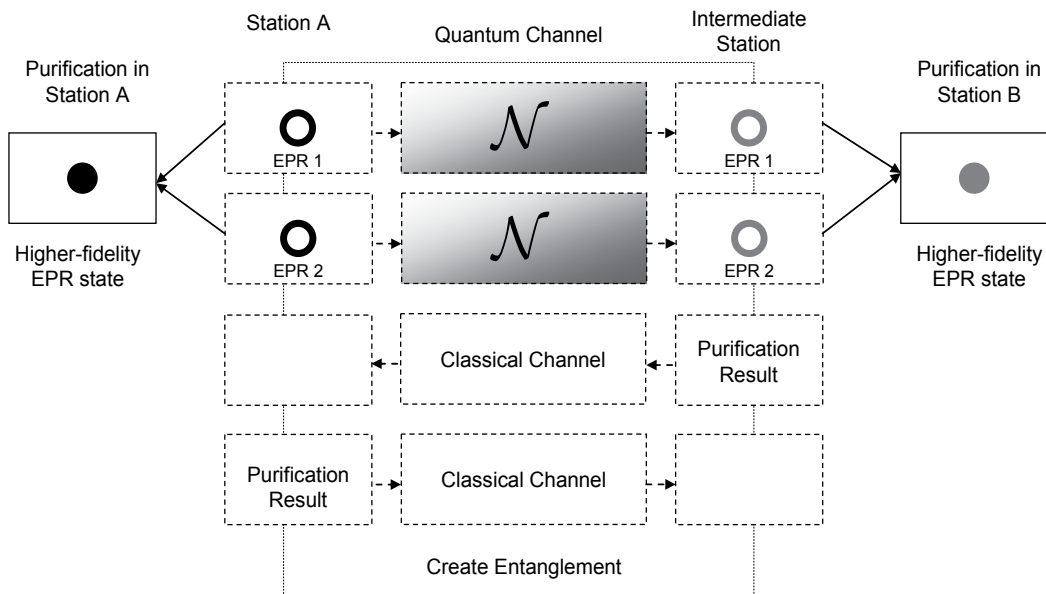 Station A
Quantum Channel
Intermediate
Station
Purification in
Station A
Purification in
Station B
EPR 1
𝒩
EPR 1
EPR 2
𝒩
EPR 2
Higher-fidelity
EPR state
Higher-fidelity
EPR state
Classical Channel
Purification
Result
Purification
Result
Classical Channel
Create Entanglement